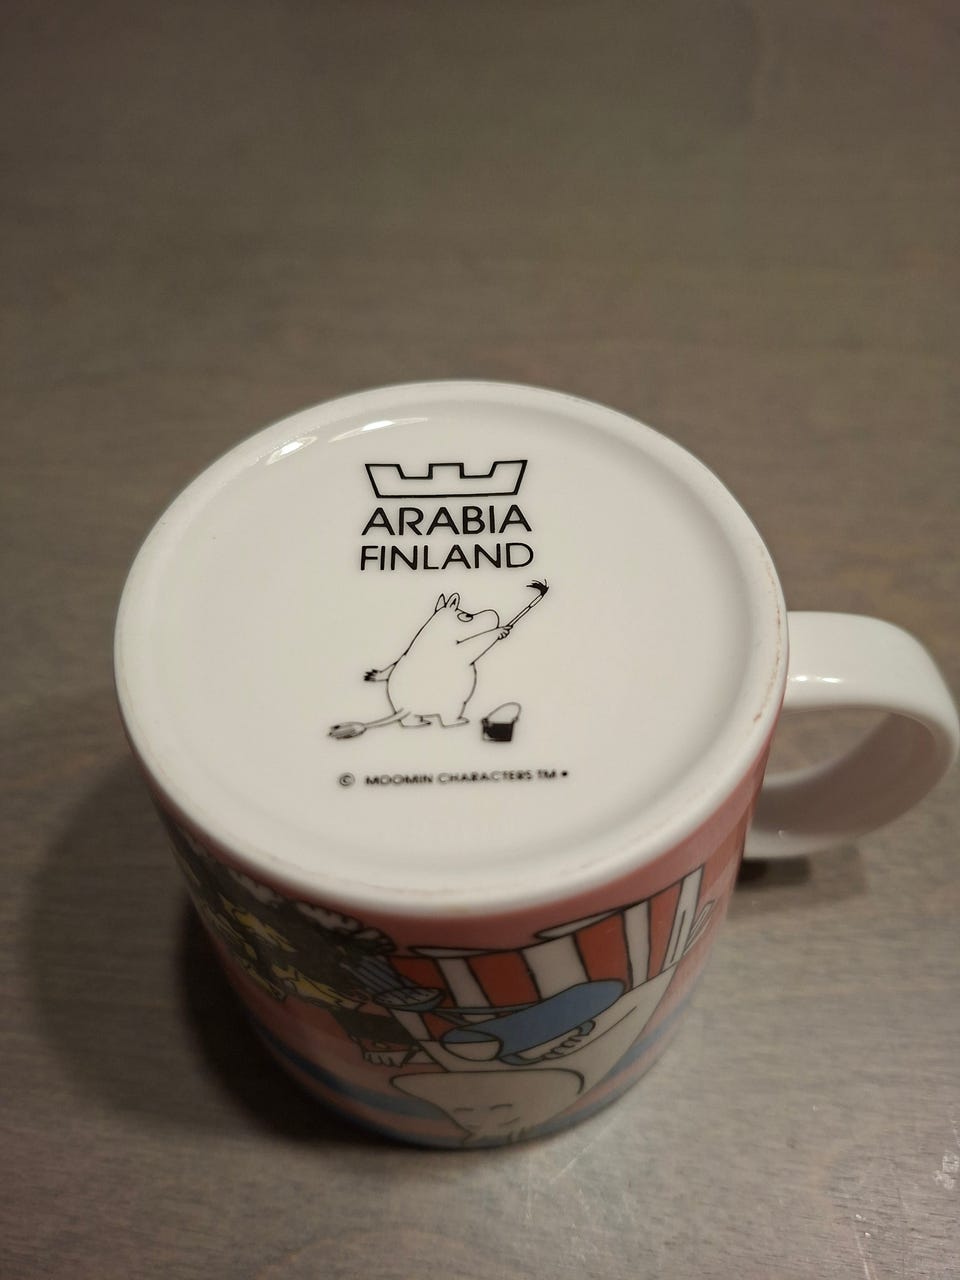 ARABIA
FINLAND
© MOOMIN CHARACTERS TM •